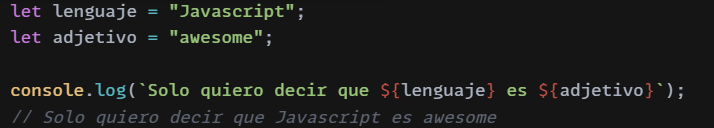 let lenguaje = "Javascript";
let adjetivo = "awesome";
console.log(`Solo quiero decir que ${lenguaje} es ${adjetivo}`);
// Solo quiero decir que Javascript es awesome